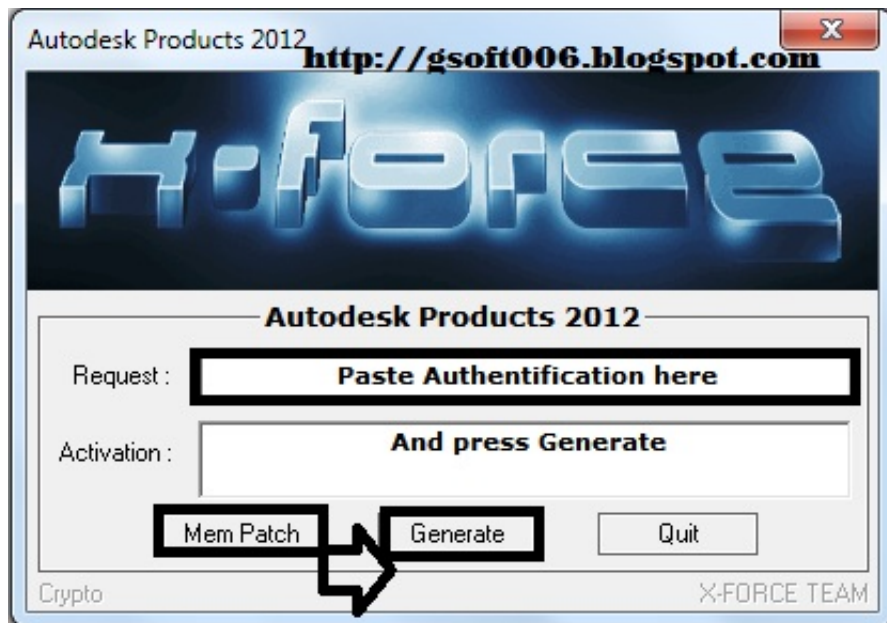 Autodesk Products 2012
http://gsoft006.blogspot.com
x-force
Autodesk Products 2012
Request : Paste Authentification here
Activation : And press Generate
Mem Patch Generate Quit
Crypto X-FORCE TEAM